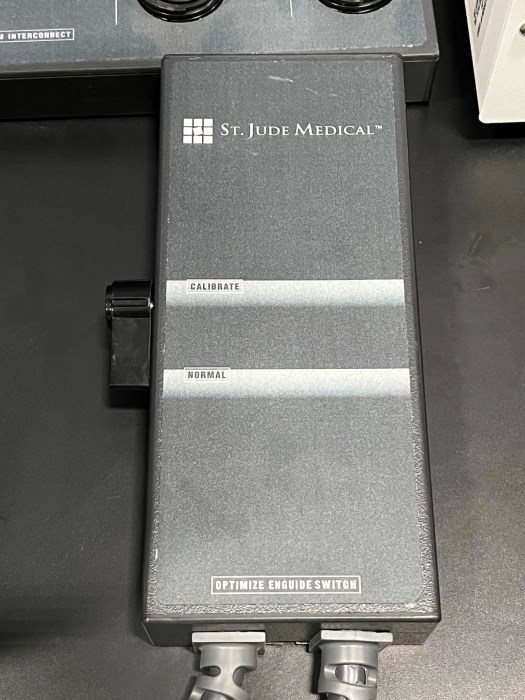 INTERCONNECT
ST. JUDE MEDICAL™
CALIBRATE
NORMAL
OPTIMIZE ENGUIDE SWITCH